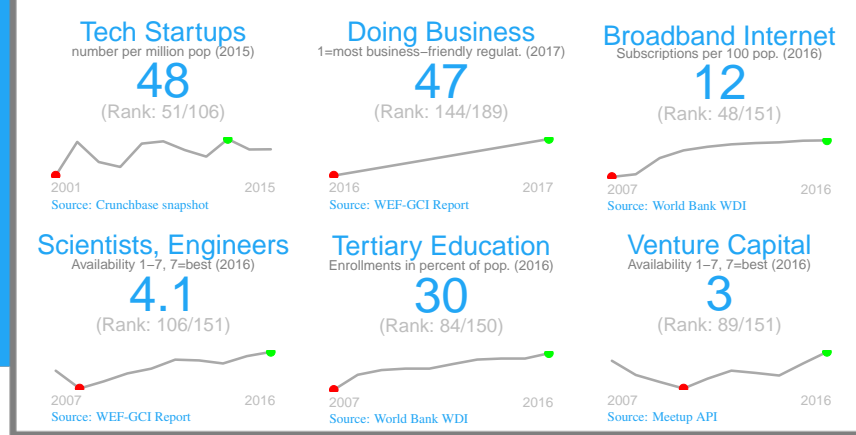 Tech Startups
number per million pop (2015)
48
(Rank: 51/106)
2001 2015
Source: Crunchbase snapshot
Doing Business
1=most business−friendly regulat. (2017)
47
(Rank: 144/189)
2016 2017
Source: WEF-GCI Report
Broadband Internet
Subscriptions per 100 pop. (2016)
12
(Rank: 48/151)
2007 2016
Source: World Bank WDI
Scientists, Engineers
Availability 1−7, 7=best (2016)
4.1
(Rank: 106/151)
2007 2016
Source: WEF-GCI Report
Tertiary Education
Enrollments in percent of pop. (2016)
30
(Rank: 84/150)
2007 2016
Source: World Bank WDI
Venture Capital
Availability 1−7, 7=best (2016)
3
(Rank: 89/151)
2007 2016
Source: Meetup API